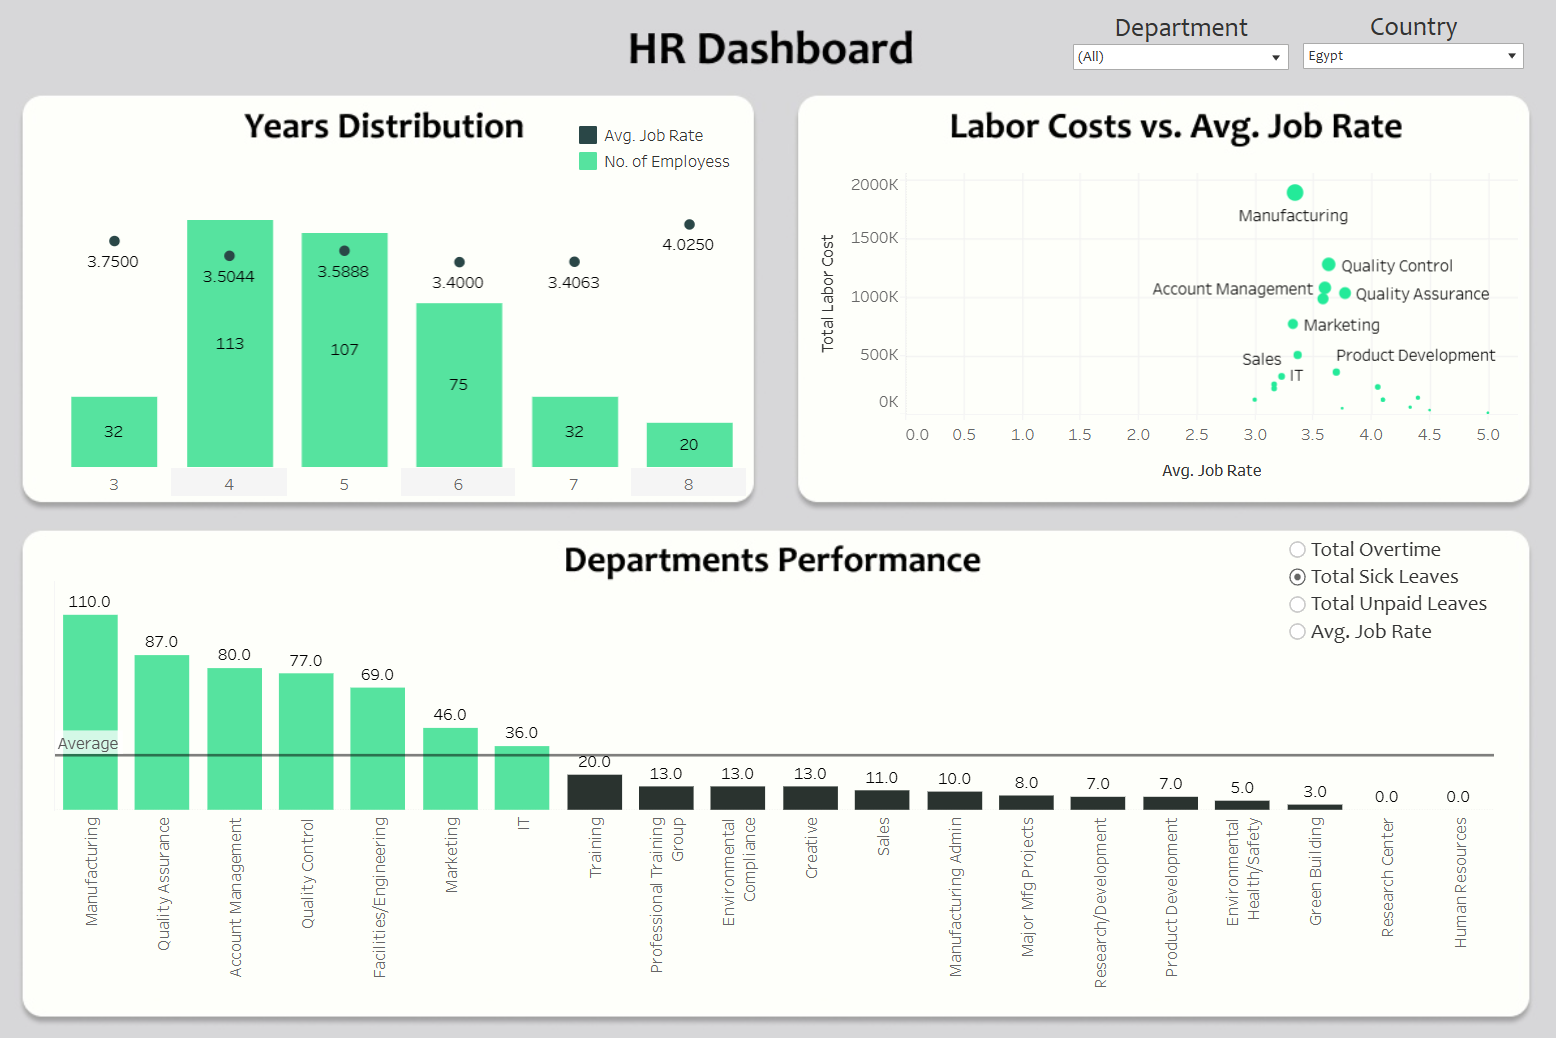 HR Dashboard
Department
(All)
Country
Egypt
Years Distribution
Avg. Job Rate
No. of Employess
3.7500
3.5044
3.5888
3.4000
3.4063
4.0250
32
113
107
75
32
20
3
4
5
6
7
8
Labor Costs vs. Avg. Job Rate
Total Labor Cost
2000K
1500K
1000K
500K
0K
Manufacturing
Quality Control
Account Management
Quality Assurance
Marketing
Sales
Product Development
IT
0.0
0.5
1.0
1.5
2.0
2.5
3.0
3.5
4.0
4.5
5.0
Avg. Job Rate
Departments Performance
Total Overtime
Total Sick Leaves
Total Unpaid Leaves
Avg. Job Rate
110.0
87.0
80.0
77.0
69.0
46.0
36.0
20.0
13.0
13.0
13.0
11.0
10.0
8.0
7.0
7.0
5.0
3.0
0.0
0.0
Average
Manufacturing
Quality Assurance
Account Management
Quality Control
Facilities/Engineering
Marketing
IT
Training
Professional Training
Group
Environmental
Compliance
Creative
Sales
Manufacturing Admin
Major Mfg Projects
Research/Development
Product Development
Environmental
Health/Safety
Green Building
Research Center
Human Resources